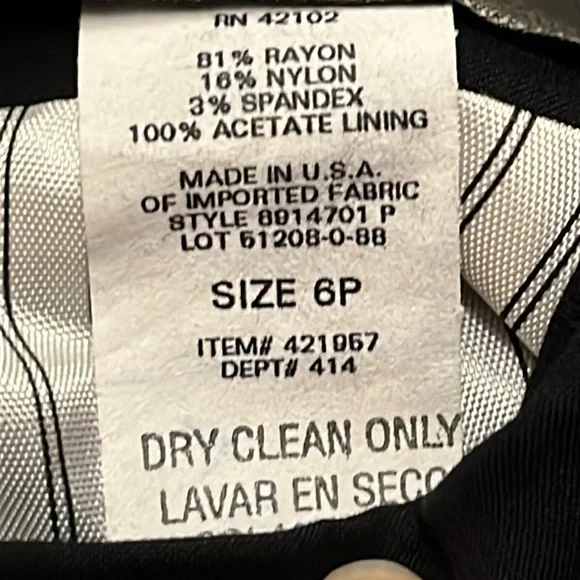 RN 42102
81% RAYON
16% NYLON
3% SPANDEX
100% ACETATE LINING
MADE IN U.S.A.
OF IMPORTED FABRIC
STYLE 8914701 P
LOT 51208-0-88
SIZE 6P
ITEM# 421967
DEPT# 414
DRY CLEAN ONLY
LAVAR EN SECO